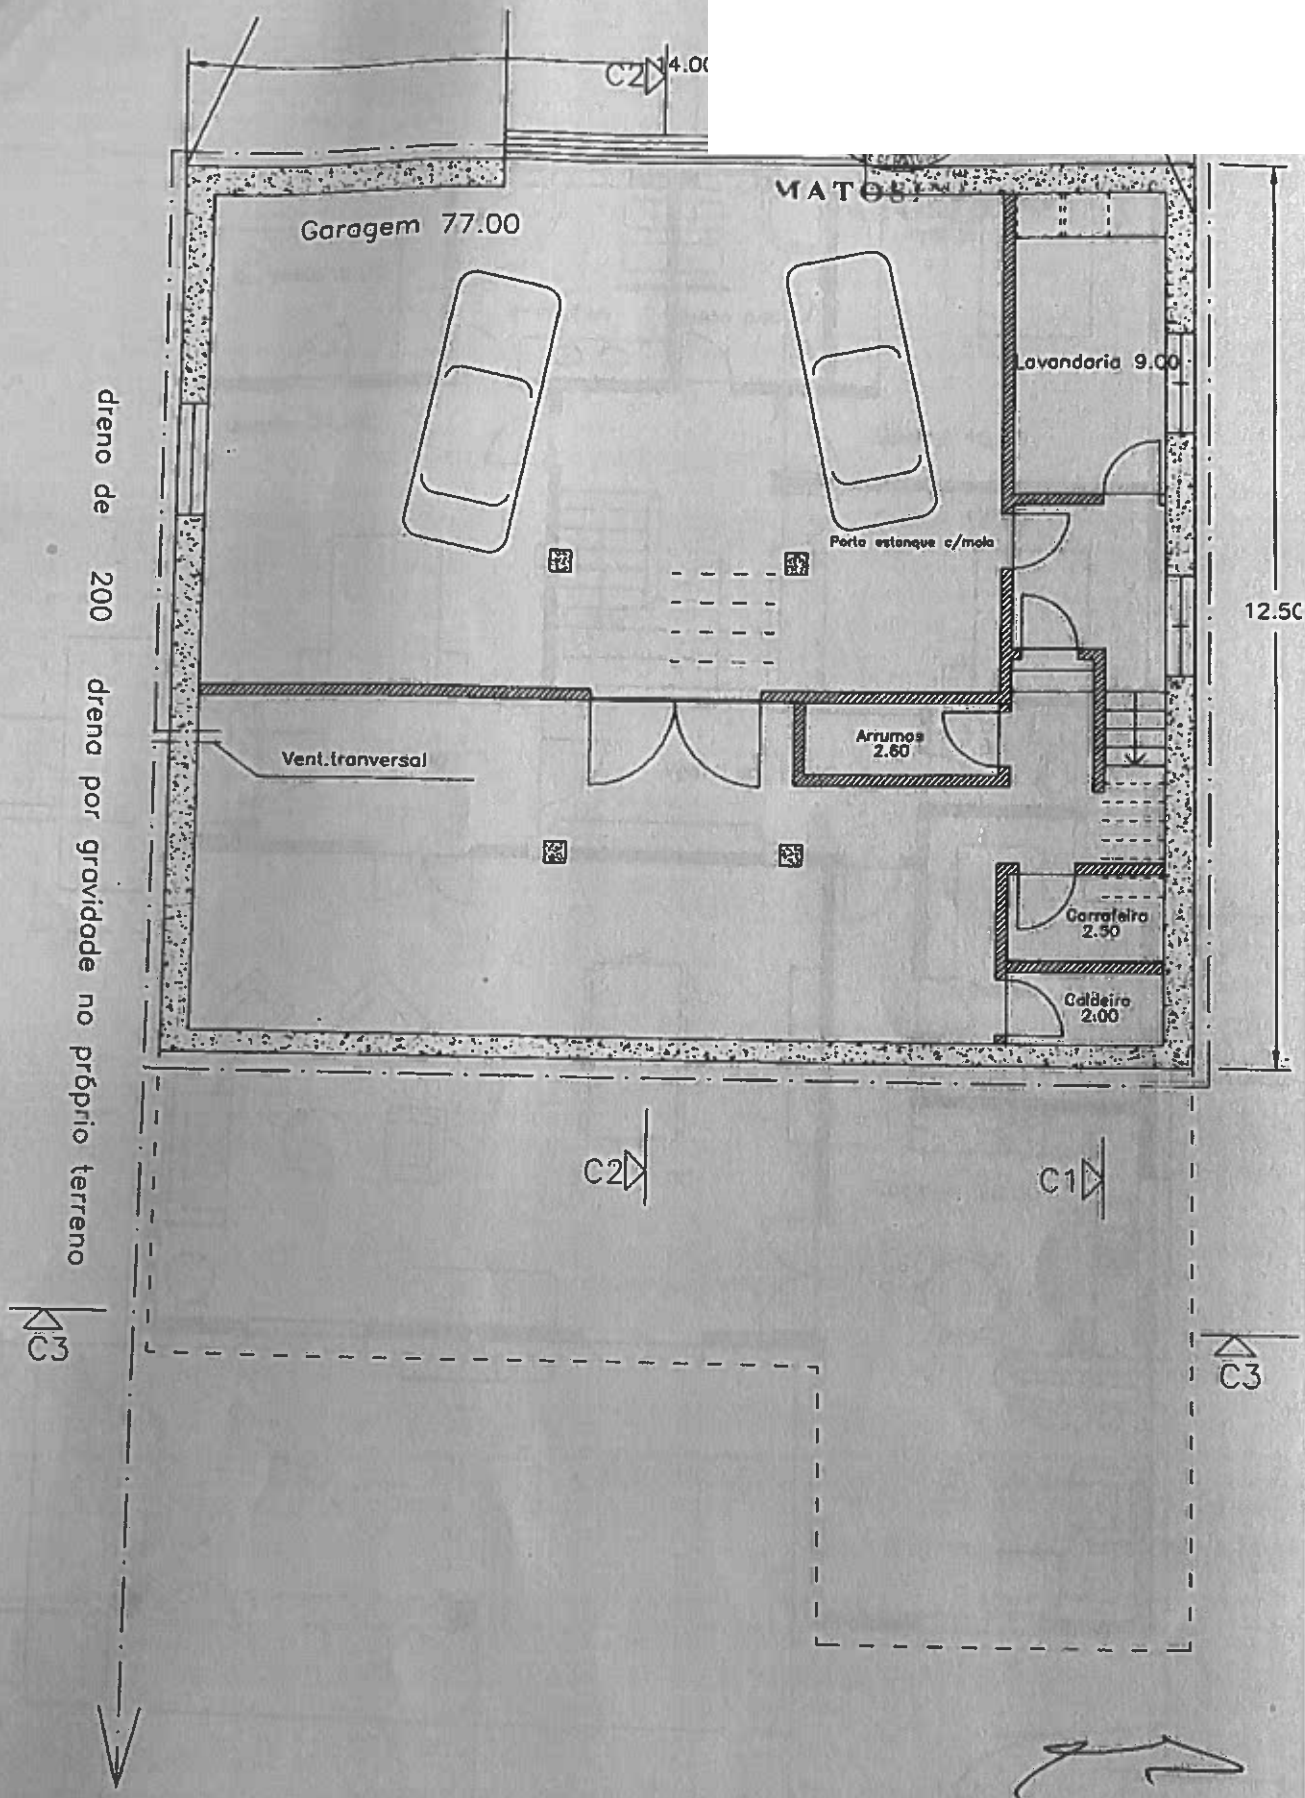 C2
14.00
MATOS
Garagem 77.00
Lavandaria 9.00
Porta estanque c/mola
12.50
Arrumos
2.60
Vent.tranversal
Garrafeira
2.50
Caldeira
2.00
dreno de 200 drena por gravidade no próprio terreno
C2
C1
C3
C3